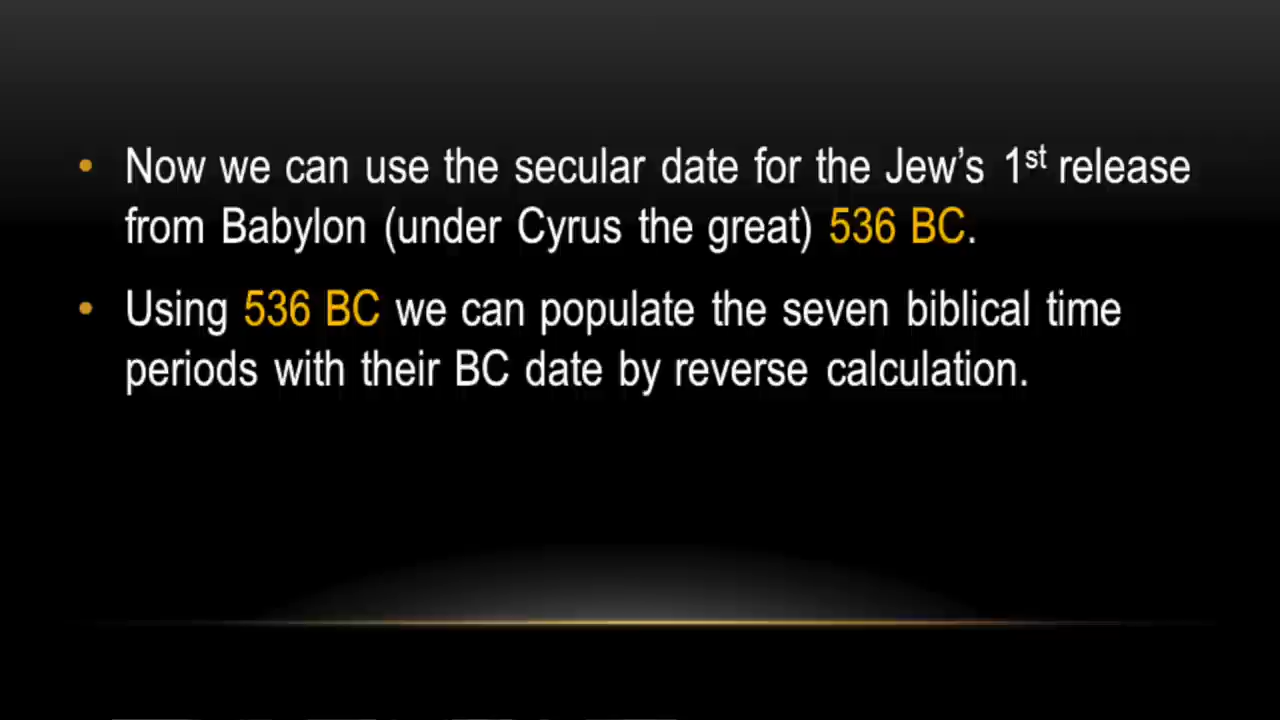 • Now we can use the secular date for the Jew’s 1st release
from Babylon (under Cyrus the great) 536 BC.
• Using 536 BC we can populate the seven biblical time
periods with their BC date by reverse calculation.